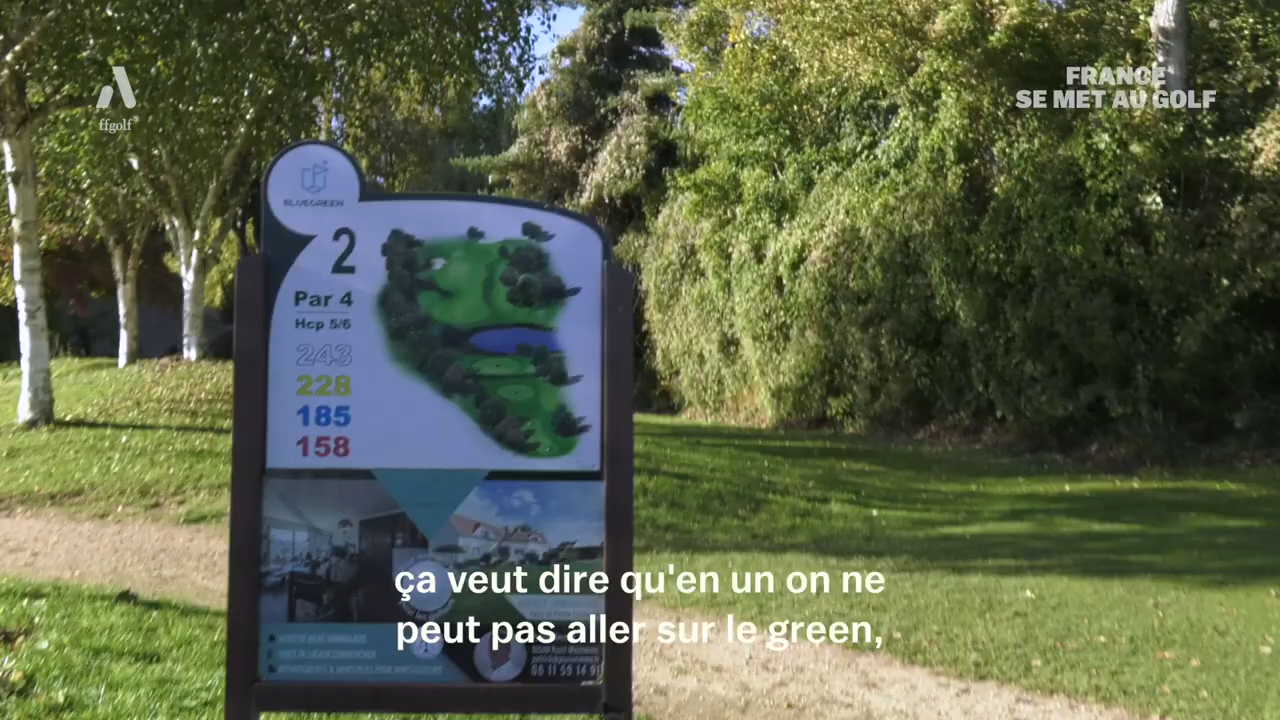 ffgolf
FRANCE
SE MET AU GOLF
BLUEGREEN
2
Par 4
Hcp 5/6
243
228
185
158
ça veut dire qu'en un on ne
peut pas aller sur le green,